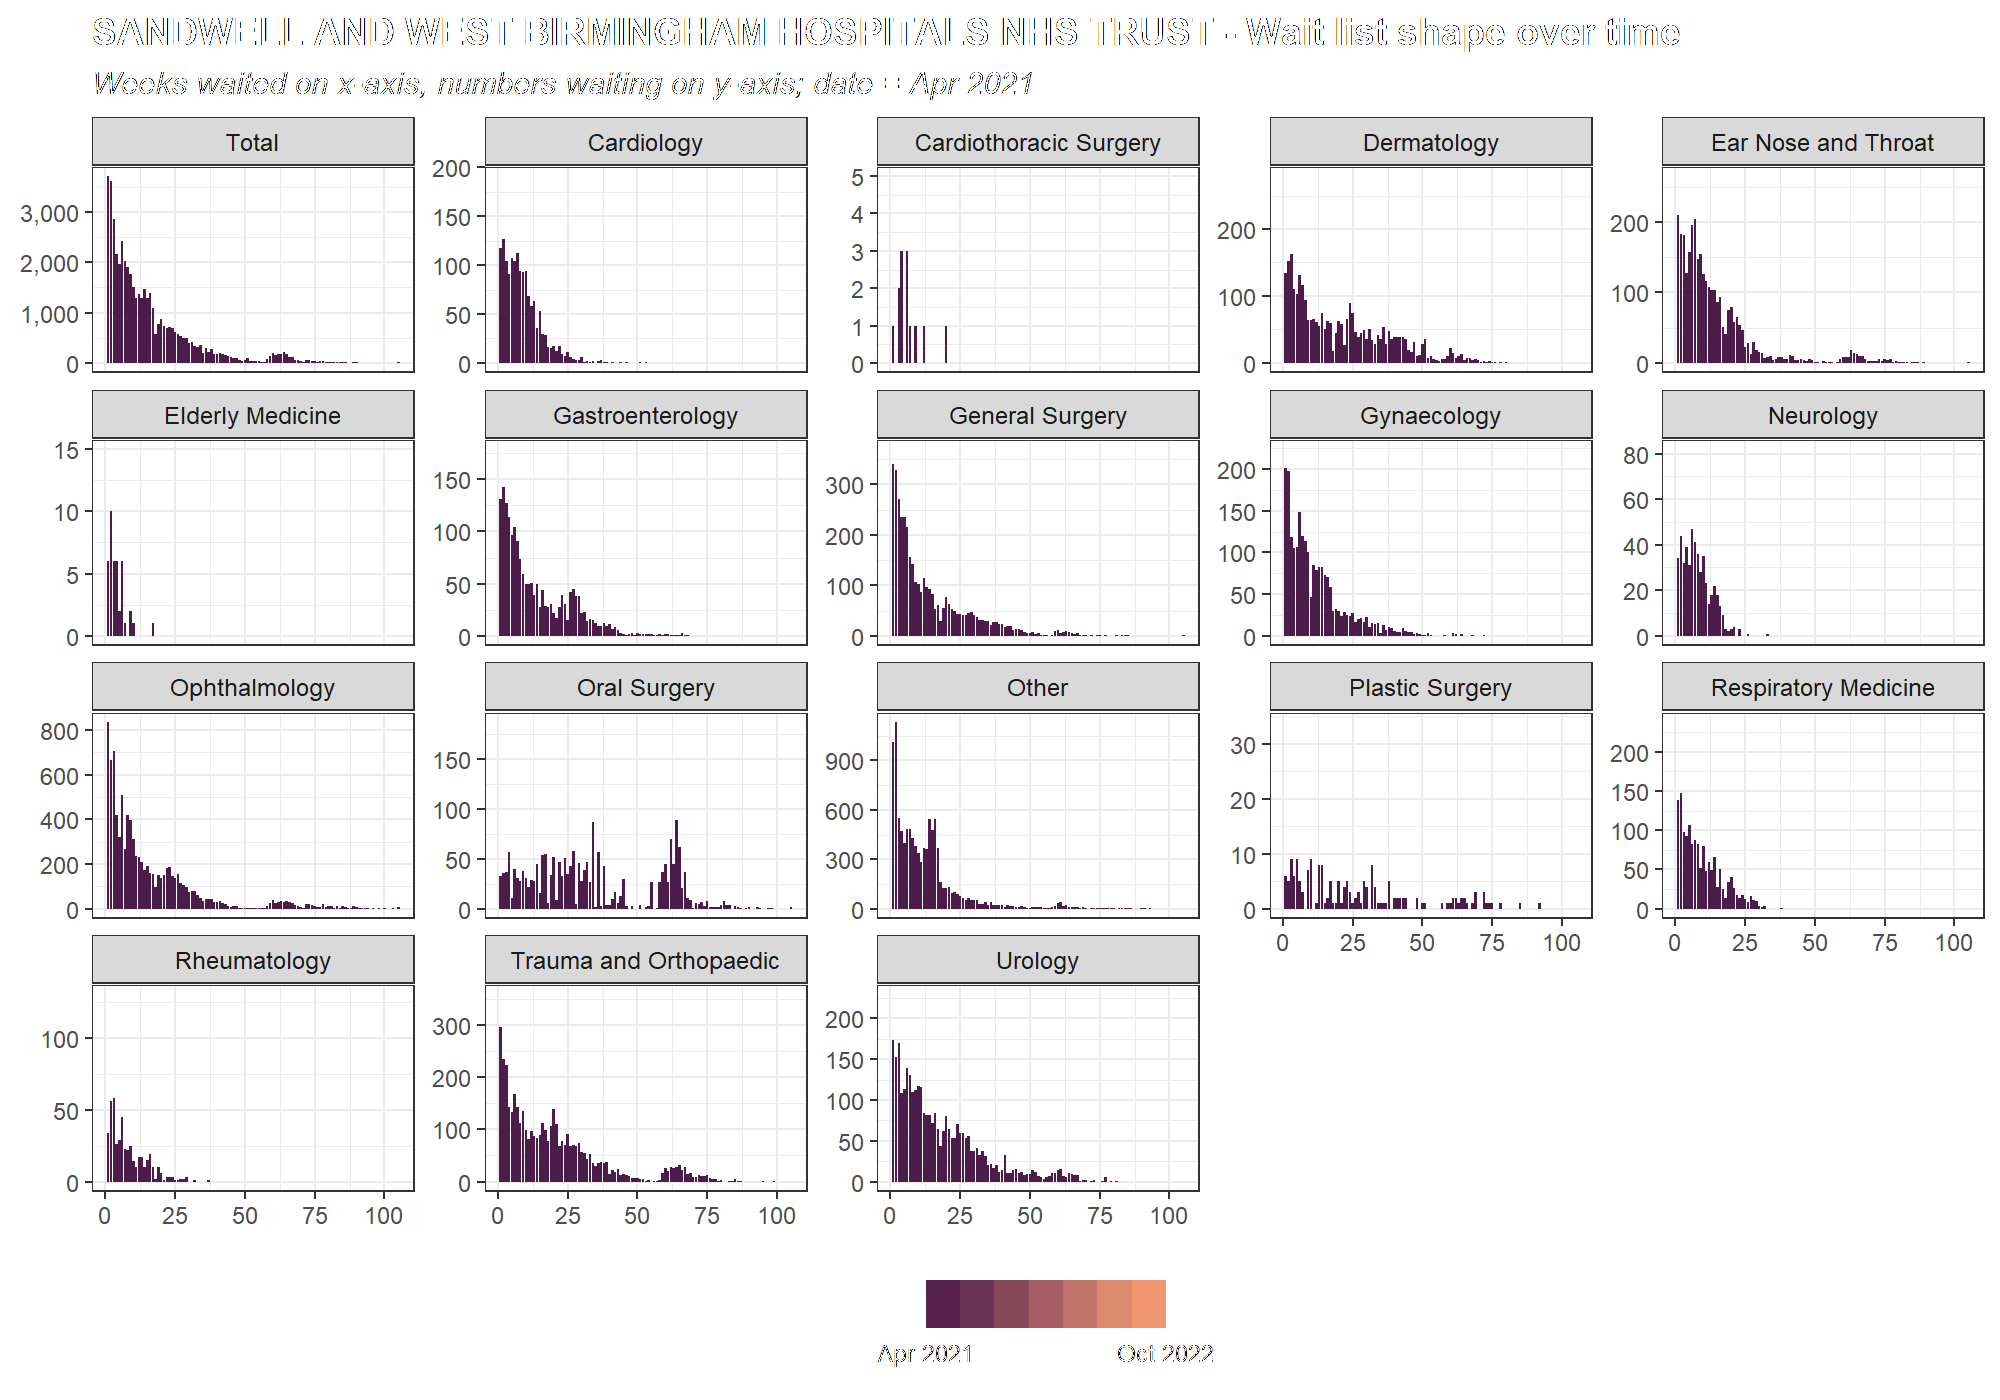 SANDWELL AND WEST BIRMINGHAM HOSPITALS NHS TRUST - Wait list shape over time
Weeks waited on x-axis, numbers waiting on y-axis; date = Apr 2021
Total
Cardiology
Cardiothoracic Surgery
Dermatology
Ear Nose and Throat
3,000
2,000
1,000
0
200
150
100
50
0
5
4
3
2
1
0
200
100
0
200
100
0
Elderly Medicine
Gastroenterology
General Surgery
Gynaecology
Neurology
15
10
5
0
150
100
50
0
300
200
100
0
200
150
100
50
0
80
60
40
20
0
Ophthalmology
Oral Surgery
Other
Plastic Surgery
Respiratory Medicine
800
600
400
200
0
150
100
50
0
900
600
300
0
30
20
10
0
200
150
100
50
0
0 25 50 75 100
0 25 50 75 100
Rheumatology
Trauma and Orthopaedic
Urology
100
50
0
300
200
100
0
200
150
100
50
0
0 25 50 75 100
0 25 50 75 100
0 25 50 75 100
Apr 2021
Oct 2022